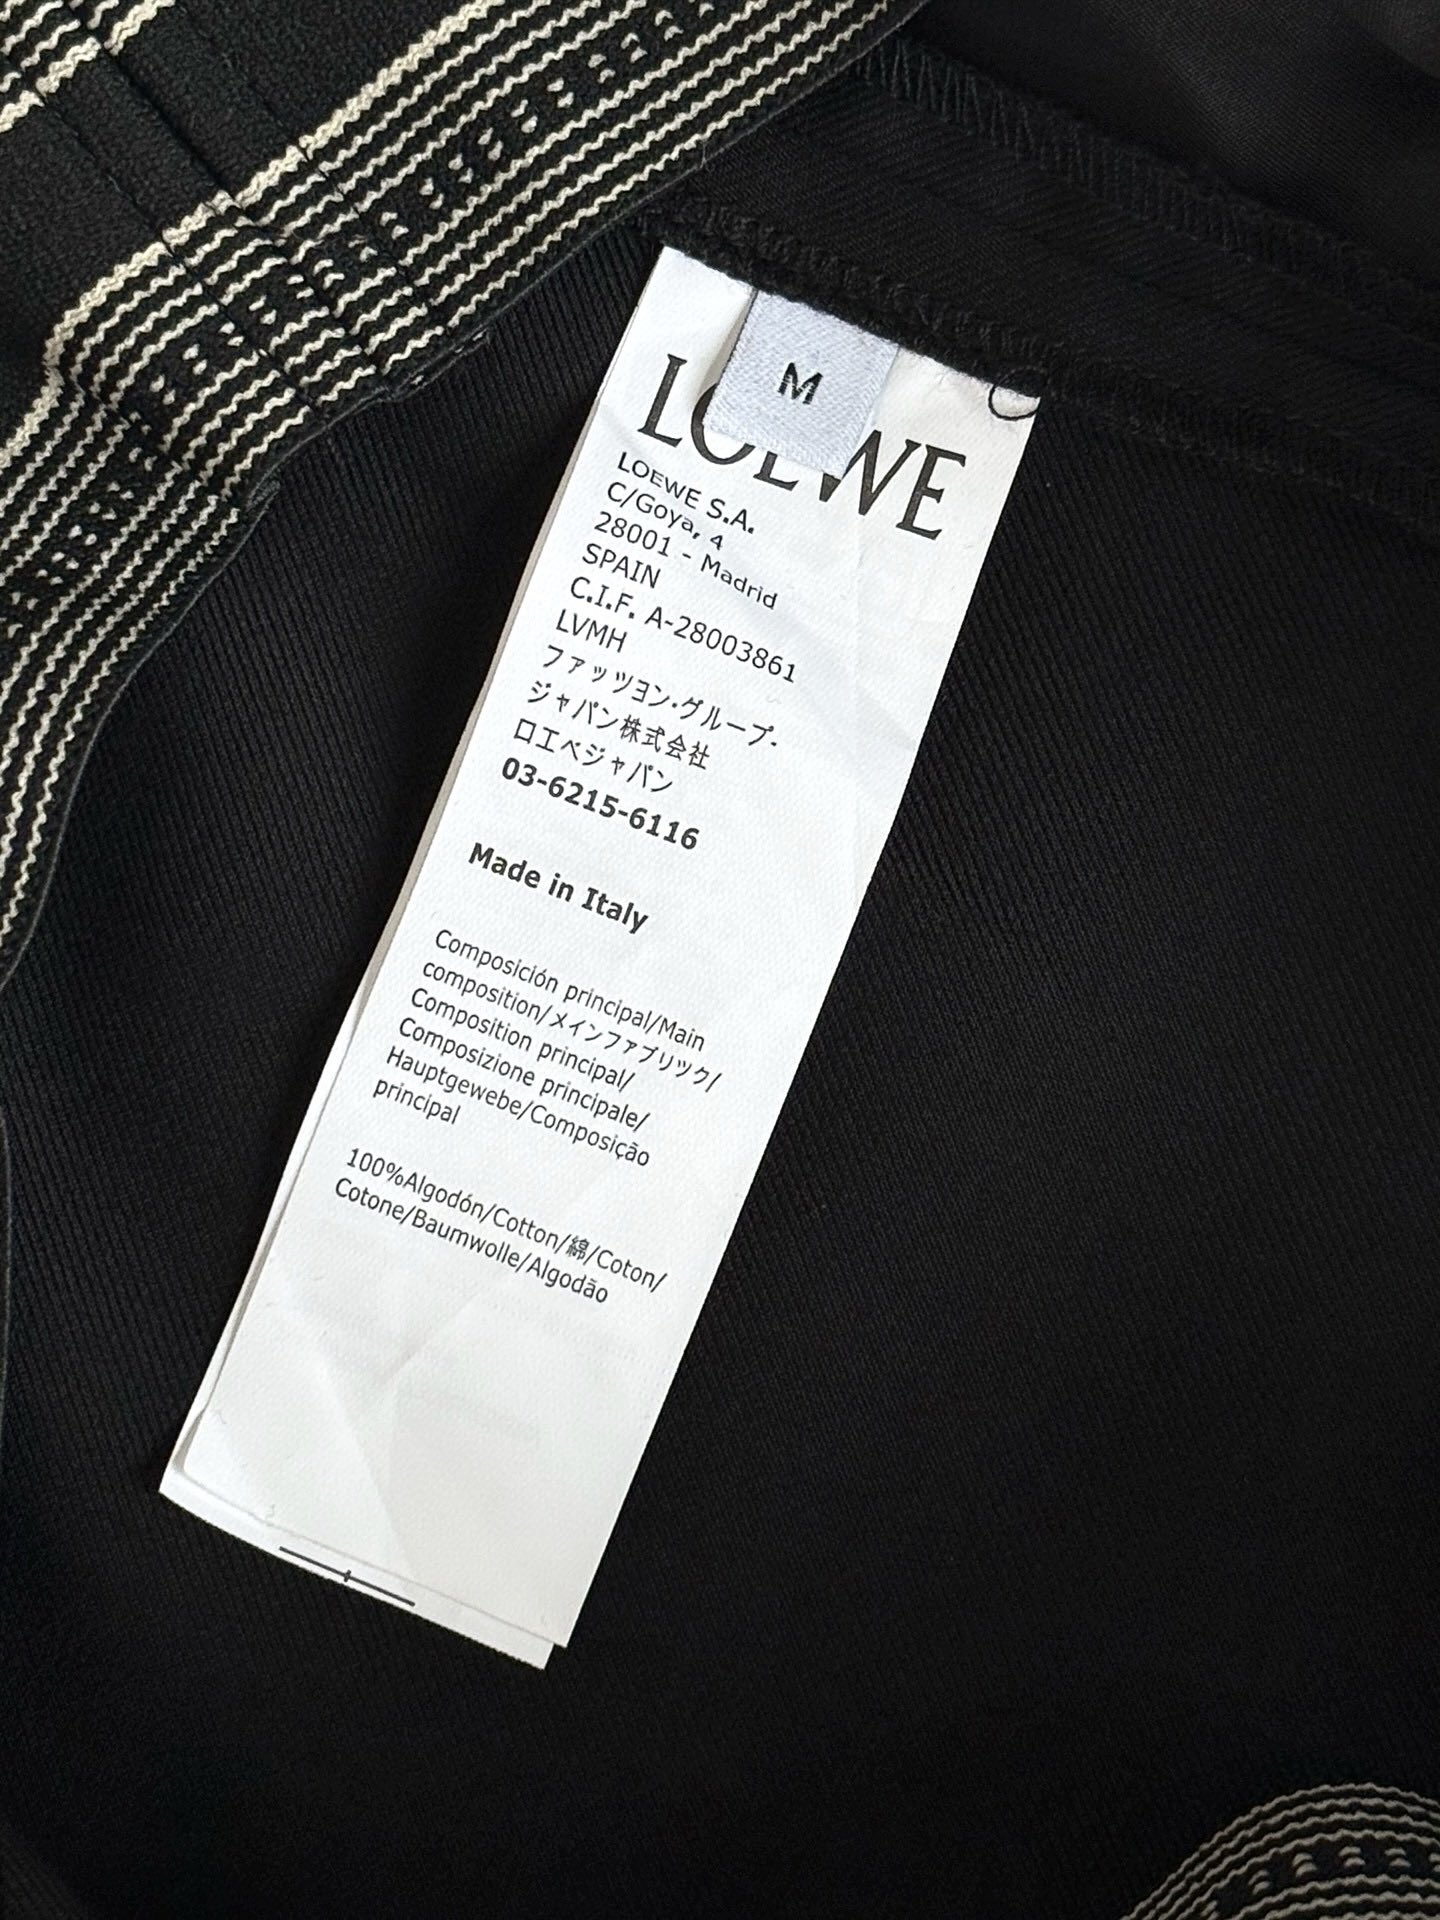 M
LOEWE
LOEWE S.A.
C/Goya, 4
28001 - Madrid
SPAIN
C.I.F. A-28003861
LVMH
ファッツヨン・グループ・
ジャパン株式会社
ロエベジャパン
03-6215-6116
Made in Italy
Composición principal/Main
composition/メインファブリツク/
Composition principal/
Composizione principale/
Hauptgewebe/Composição
principal
100%Algodón/Cotton/綿/Coton/
Cotone/Baumwolle/Algodão